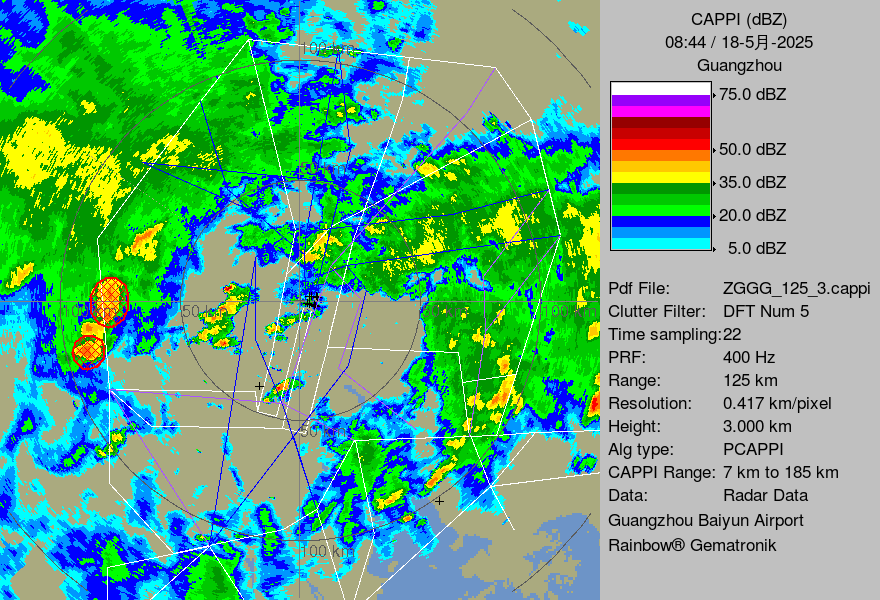 CAPPI (dBZ)
08:44 / 18-5月-2025
Guangzhou
75.0 dBZ
50.0 dBZ
35.0 dBZ
20.0 dBZ
5.0 dBZ
Pdf File: ZGGG_125_3.cappi
Clutter Filter: DFT Num 5
Time sampling:22
PRF: 400 Hz
Range: 125 km
Resolution: 0.417 km/pixel
Height: 3.000 km
Alg type: PCAPPI
CAPPI Range: 7 km to 185 km
Data: Radar Data
Guangzhou Baiyun Airport
Rainbow® Gematronik
100 km
50 km
100 km
50 km
100 km